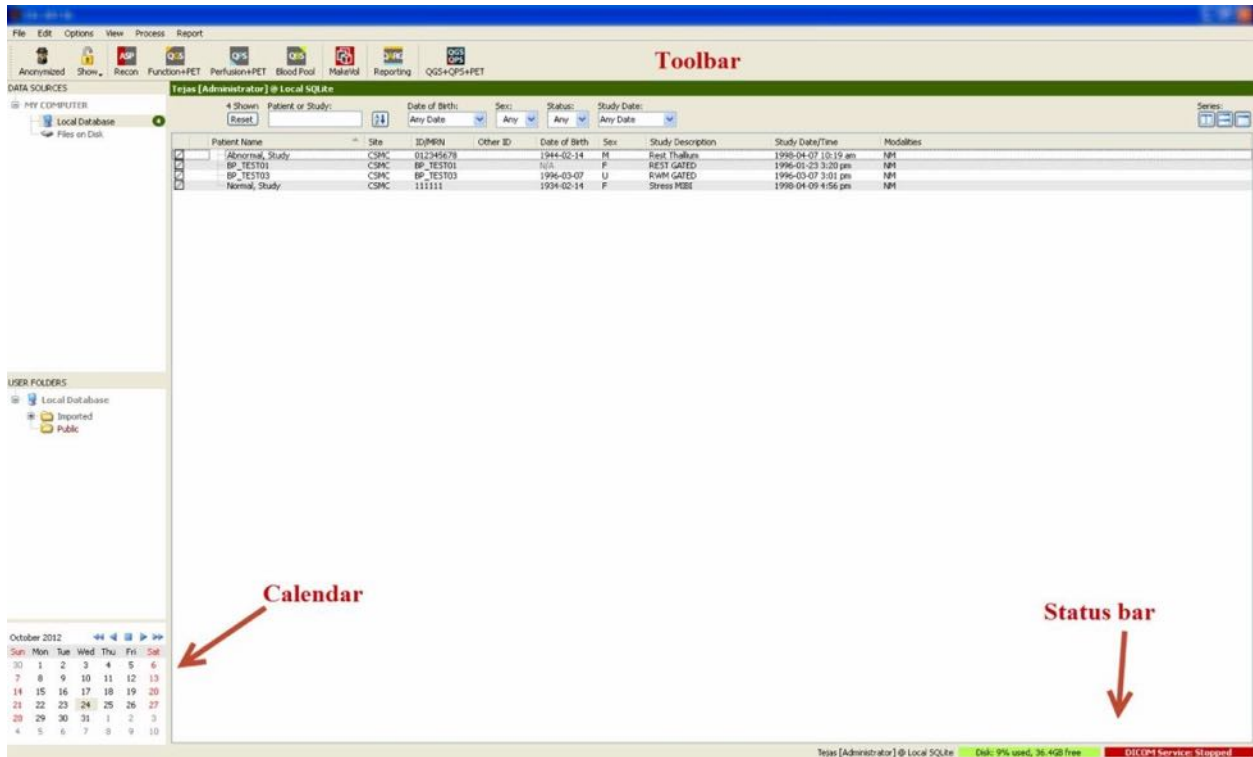 File Edit Options View Process Report
ASP QGS QPS QBS QARG QGS QPS
Anonymized Show Recon Function+PET Perfusion+PET Blood Pool MakeVol Reporting QGS+QPS+PET
Toolbar
DATA SOURCES
MY COMPUTER
Local Database 4
Files on Disk
Tejas [Administrator] @ Local SQLite
4 Shown Patient or Study: Date of Birth: Sex: Status: Study Date: Series:
Reset Any Date Any Any Any Date
Patient Name Site ID/MRN Other ID Date of Birth Sex Study Description Study Date/Time Modalities
Abnormal, Study CSMC 012345678 1944-02-14 M Rest Thallium 1998-04-07 10:19 am NM
BP_TEST01 CSMC BP_TEST01 N/A F REST GATED 1996-01-23 3:20 pm NM
BP_TEST03 CSMC BP_TEST03 1996-03-07 U RWM GATED 1996-03-07 3:01 pm NM
Normal, Study CSMC 111111 1934-02-14 F Stress MIBI 1998-04-09 4:56 pm NM
USER FOLDERS
Local Database
Imported
Public
Calendar
Status bar
October 2012
Sun Mon Tue Wed Thu Fri Sat
30 1 2 3 4 5 6
7 8 9 10 11 12 13
14 15 16 17 18 19 20
21 22 23 24 25 26 27
28 29 30 31 1 2 3
4 5 6 7 8 9 10
Tejas [Administrator] @ Local SQLite Disk: 9% used, 36.4GB free DICOM Service: Stopped